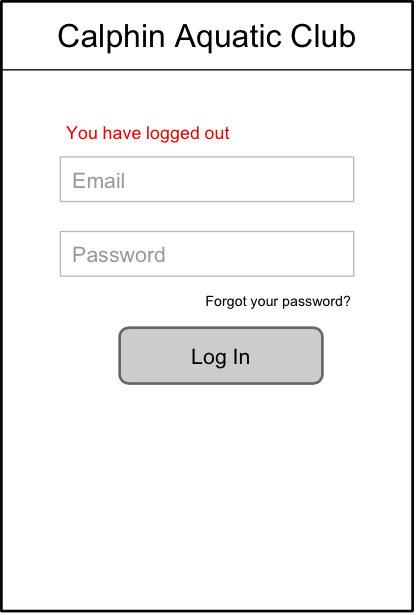 Calphin Aquatic Club
You have logged out
Email
Password
Forgot your password?
Log In